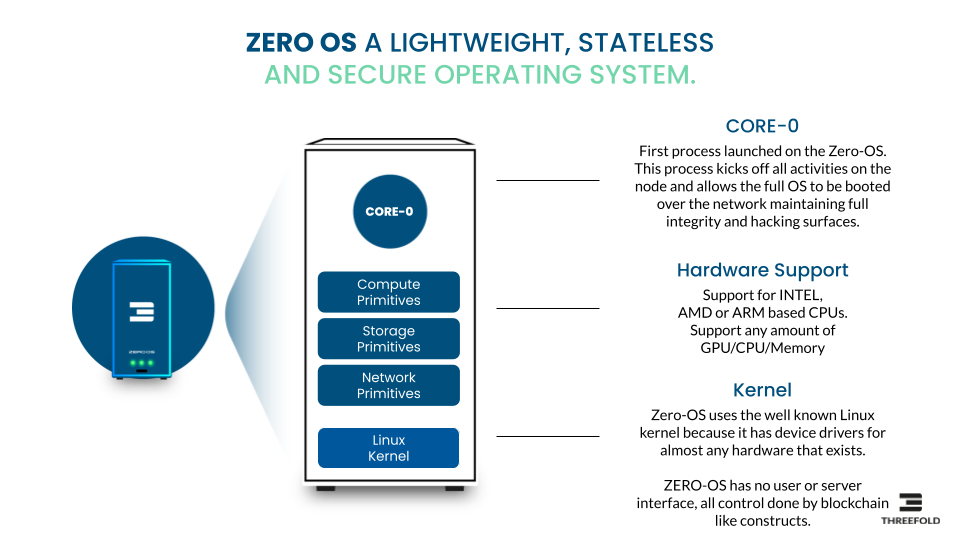 ZERO OS A LIGHTWEIGHT, STATELESS
AND SECURE OPERATING SYSTEM.
CORE-0
First process launched on the Zero-OS.
This process kicks off all activities on the
node and allows the full OS to be booted
over the network maintaining full
integrity and hacking surfaces.
CORE-0
Compute
Primitives
Storage
Primitives
Network
Primitives
Linux
Kernel
ZERO-OS
Hardware Support
Support for INTEL,
AMD or ARM based CPUs.
Support any amount of
GPU/CPU/Memory
Kernel
Zero-OS uses the well known Linux
kernel because it has device drivers for
almost any hardware that exists.
ZERO-OS has no user or server
interface, all control done by blockchain
like constructs.
THREEFOLD